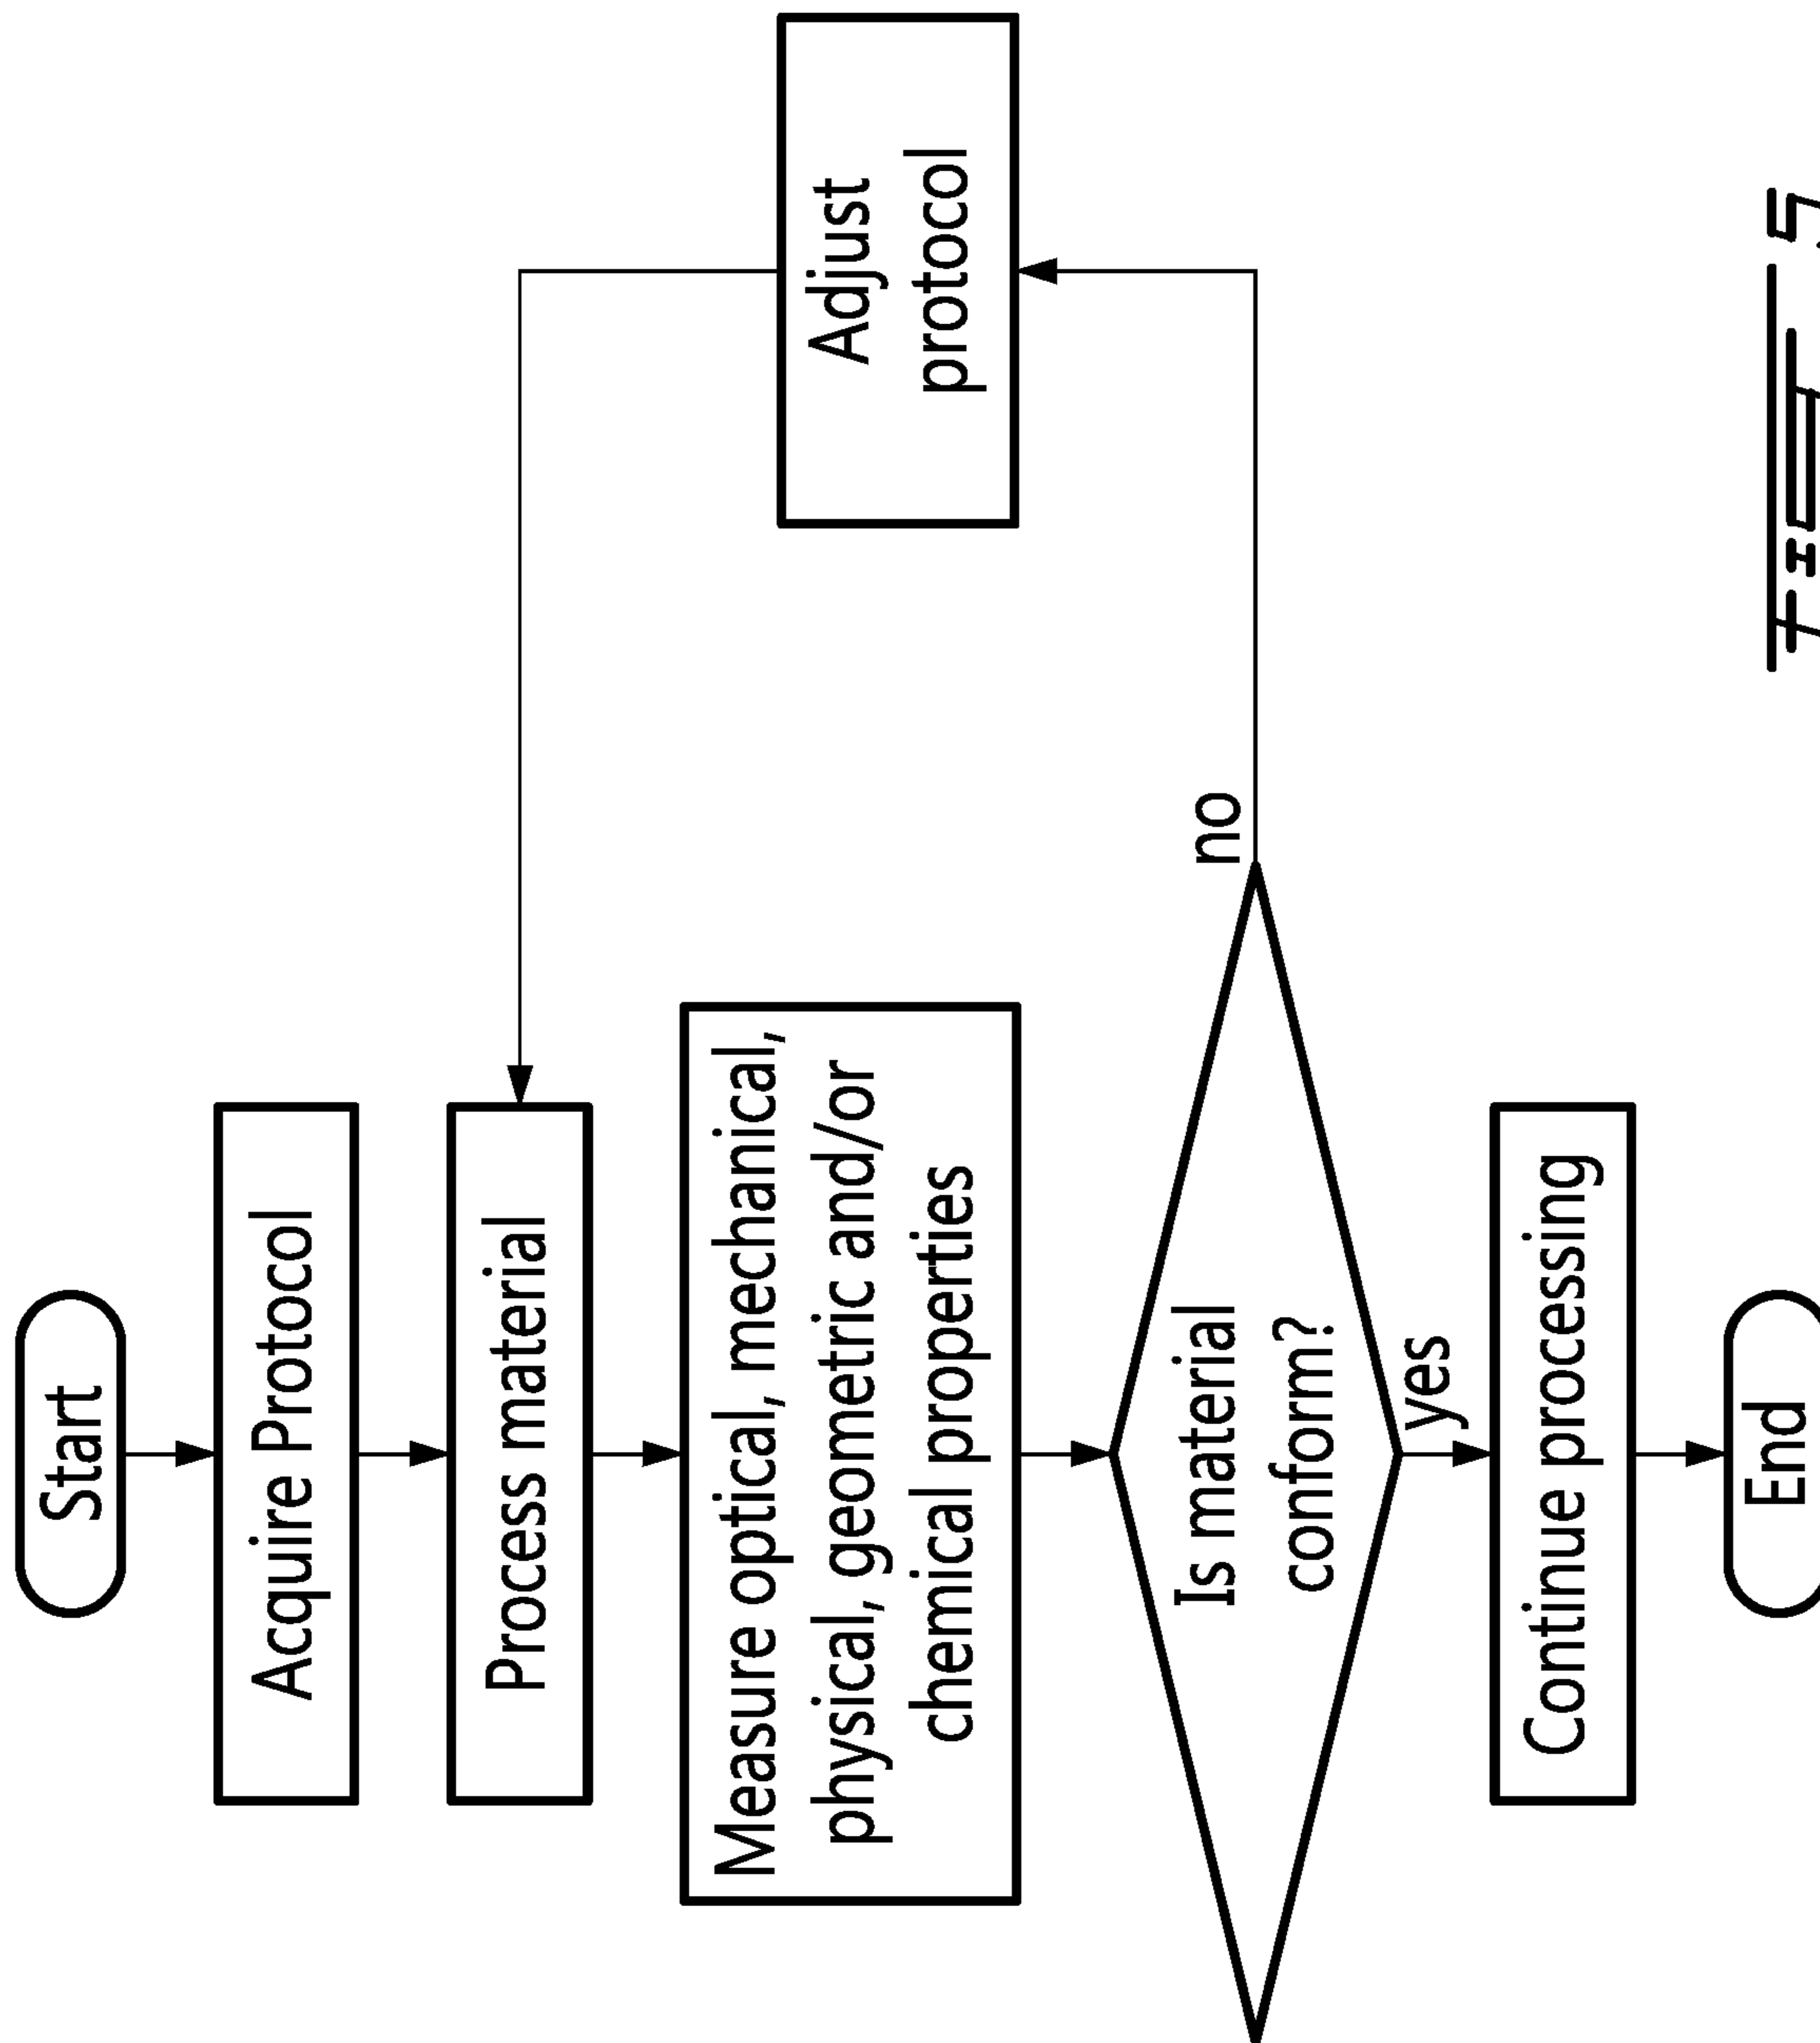 Start
Acquire Protocol
Process material
Measure optical, mechanical,
physical, geometric and/or
chemical properties
Is material
conform?
no
yes
Adjust
protocol
Continue processing
End